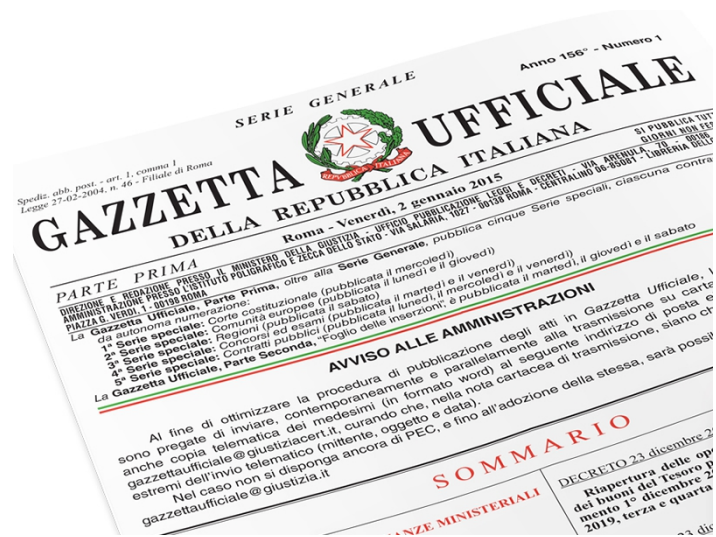 SERIE GENERALE
Anno 156° - Numero 1
Spediz. abb. post. - art. 1, comma 1
Legge 27-02-2004, n. 46 - Filiale di Roma
GAZZETTA UFFICIALE
REPVBBLICA ITALIANA
DELLA REPUBBLICA ITALIANA
PARTE PRIMA
Roma - Venerdì, 2 gennaio 2015
SI PUBBLICA TUT
GIORNI NON FES
DIREZIONE E REDAZIONE PRESSO IL MINISTERO DELLA GIUSTIZIA - UFFICIO PUBBLICAZIONE LEGGI E DECRETI - VIA ARENULA, 70 - 00186
AMMINISTRAZIONE PRESSO L'ISTITUTO POLIGRAFICO E ZECCA DELLO STATO - VIA SALARIA, 1027 - 00138 ROMA - CENTRALINO 06-85081 - LIBRERIA DELL
PIAZZA G. VERDI, 1 - 00198 ROMA
La Gazzetta Ufficiale, Parte Prima, oltre alla Serie Generale, pubblica cinque Serie speciali, ciascuna contra
da autonoma numerazione:
1ª Serie speciale: Corte costituzionale (pubblicata il mercoledì)
2ª Serie speciale: Comunità europee (pubblicata il lunedì e il giovedì)
3ª Serie speciale: Regioni (pubblicata il sabato)
4ª Serie speciale: Concorsi ed esami (pubblicata il martedì e il venerdì)
5ª Serie speciale: Contratti pubblici (pubblicata il lunedì, il mercoledì e il venerdì)
La Gazzetta Ufficiale, Parte Seconda, "Foglio delle inserzioni", è pubblicata il martedì, il giovedì e il sabato
AVVISO ALLE AMMINISTRAZIONI
Al fine di ottimizzare la procedura di pubblicazione degli atti in Gazzetta Ufficiale, l
sono pregate di inviare, contemporaneamente e parallelamente alla trasmissione su carta
anche copia telematica dei medesimi (in formato word) al seguente indirizzo di posta e
gazzettaufficiale@giustiziacert.it, curando che, nella nota cartacea di trasmissione, siano ch
estremi dell'invio telematico (mittente, oggetto e data).
Nel caso non si disponga ancora di PEC, e fino all'adozione della stessa, sarà possi
gazzettaufficiale@giustizia.it
SOMMARIO
ANZE MINISTERIALI
DECRETO 23 dicembre 2
Riapertura delle ope
dei buoni del Tesoro p
mento 1° dicembre 2
2019, terza e quarta